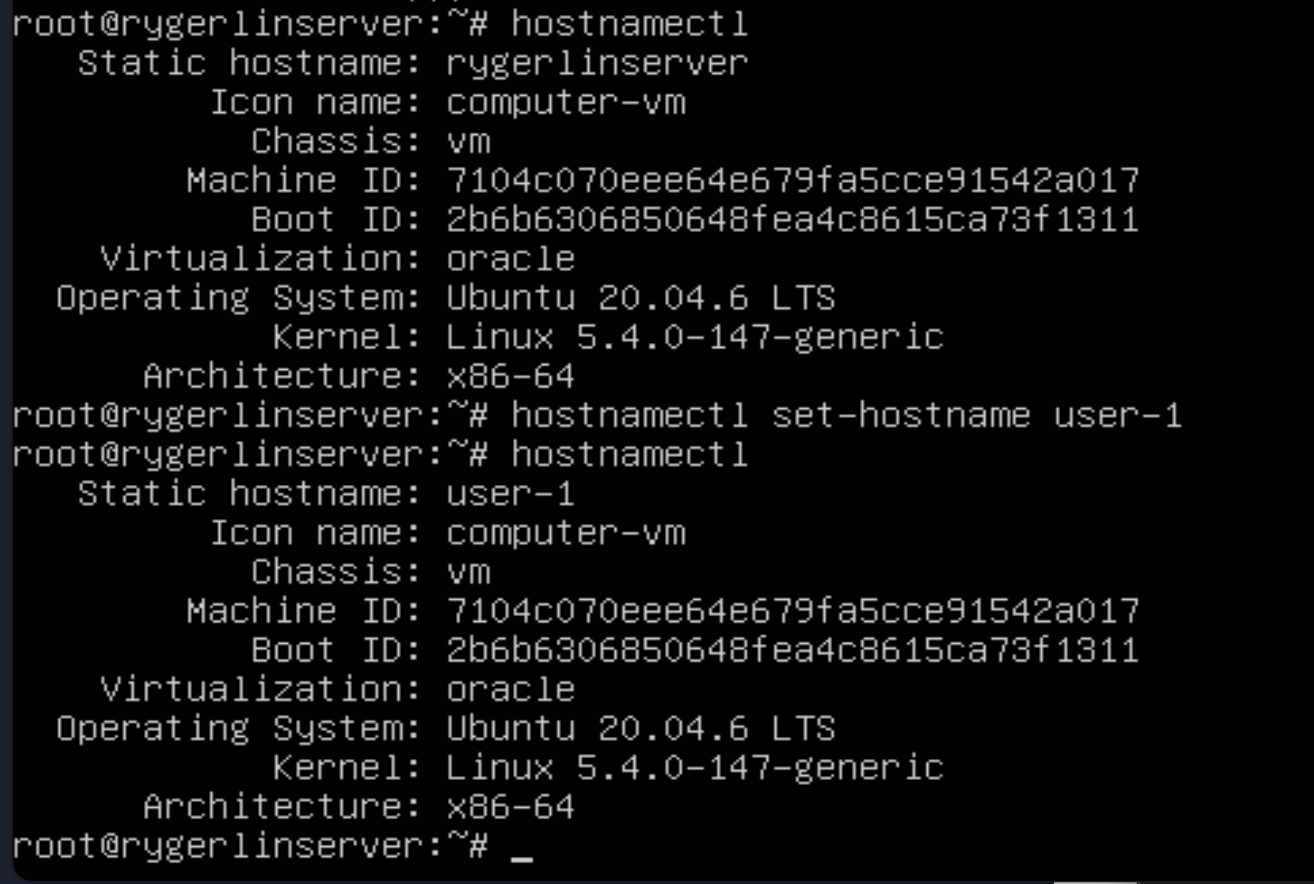 root@rygerlinserver:~# hostnamectl
Static hostname: rygerlinserver
Icon name: computer-vm
Chassis: vm
Machine ID: 7104c070eee64e679fa5cce91542a017
Boot ID: 2b6b6306850648fea4c8615ca73f1311
Virtualization: oracle
Operating System: Ubuntu 20.04.6 LTS
Kernel: Linux 5.4.0-147-generic
Architecture: x86-64
root@rygerlinserver:~# hostnamectl set-hostname user-1
root@rygerlinserver:~# hostnamectl
Static hostname: user-1
Icon name: computer-vm
Chassis: vm
Machine ID: 7104c070eee64e679fa5cce91542a017
Boot ID: 2b6b6306850648fea4c8615ca73f1311
Virtualization: oracle
Operating System: Ubuntu 20.04.6 LTS
Kernel: Linux 5.4.0-147-generic
Architecture: x86-64
root@rygerlinserver:~# _